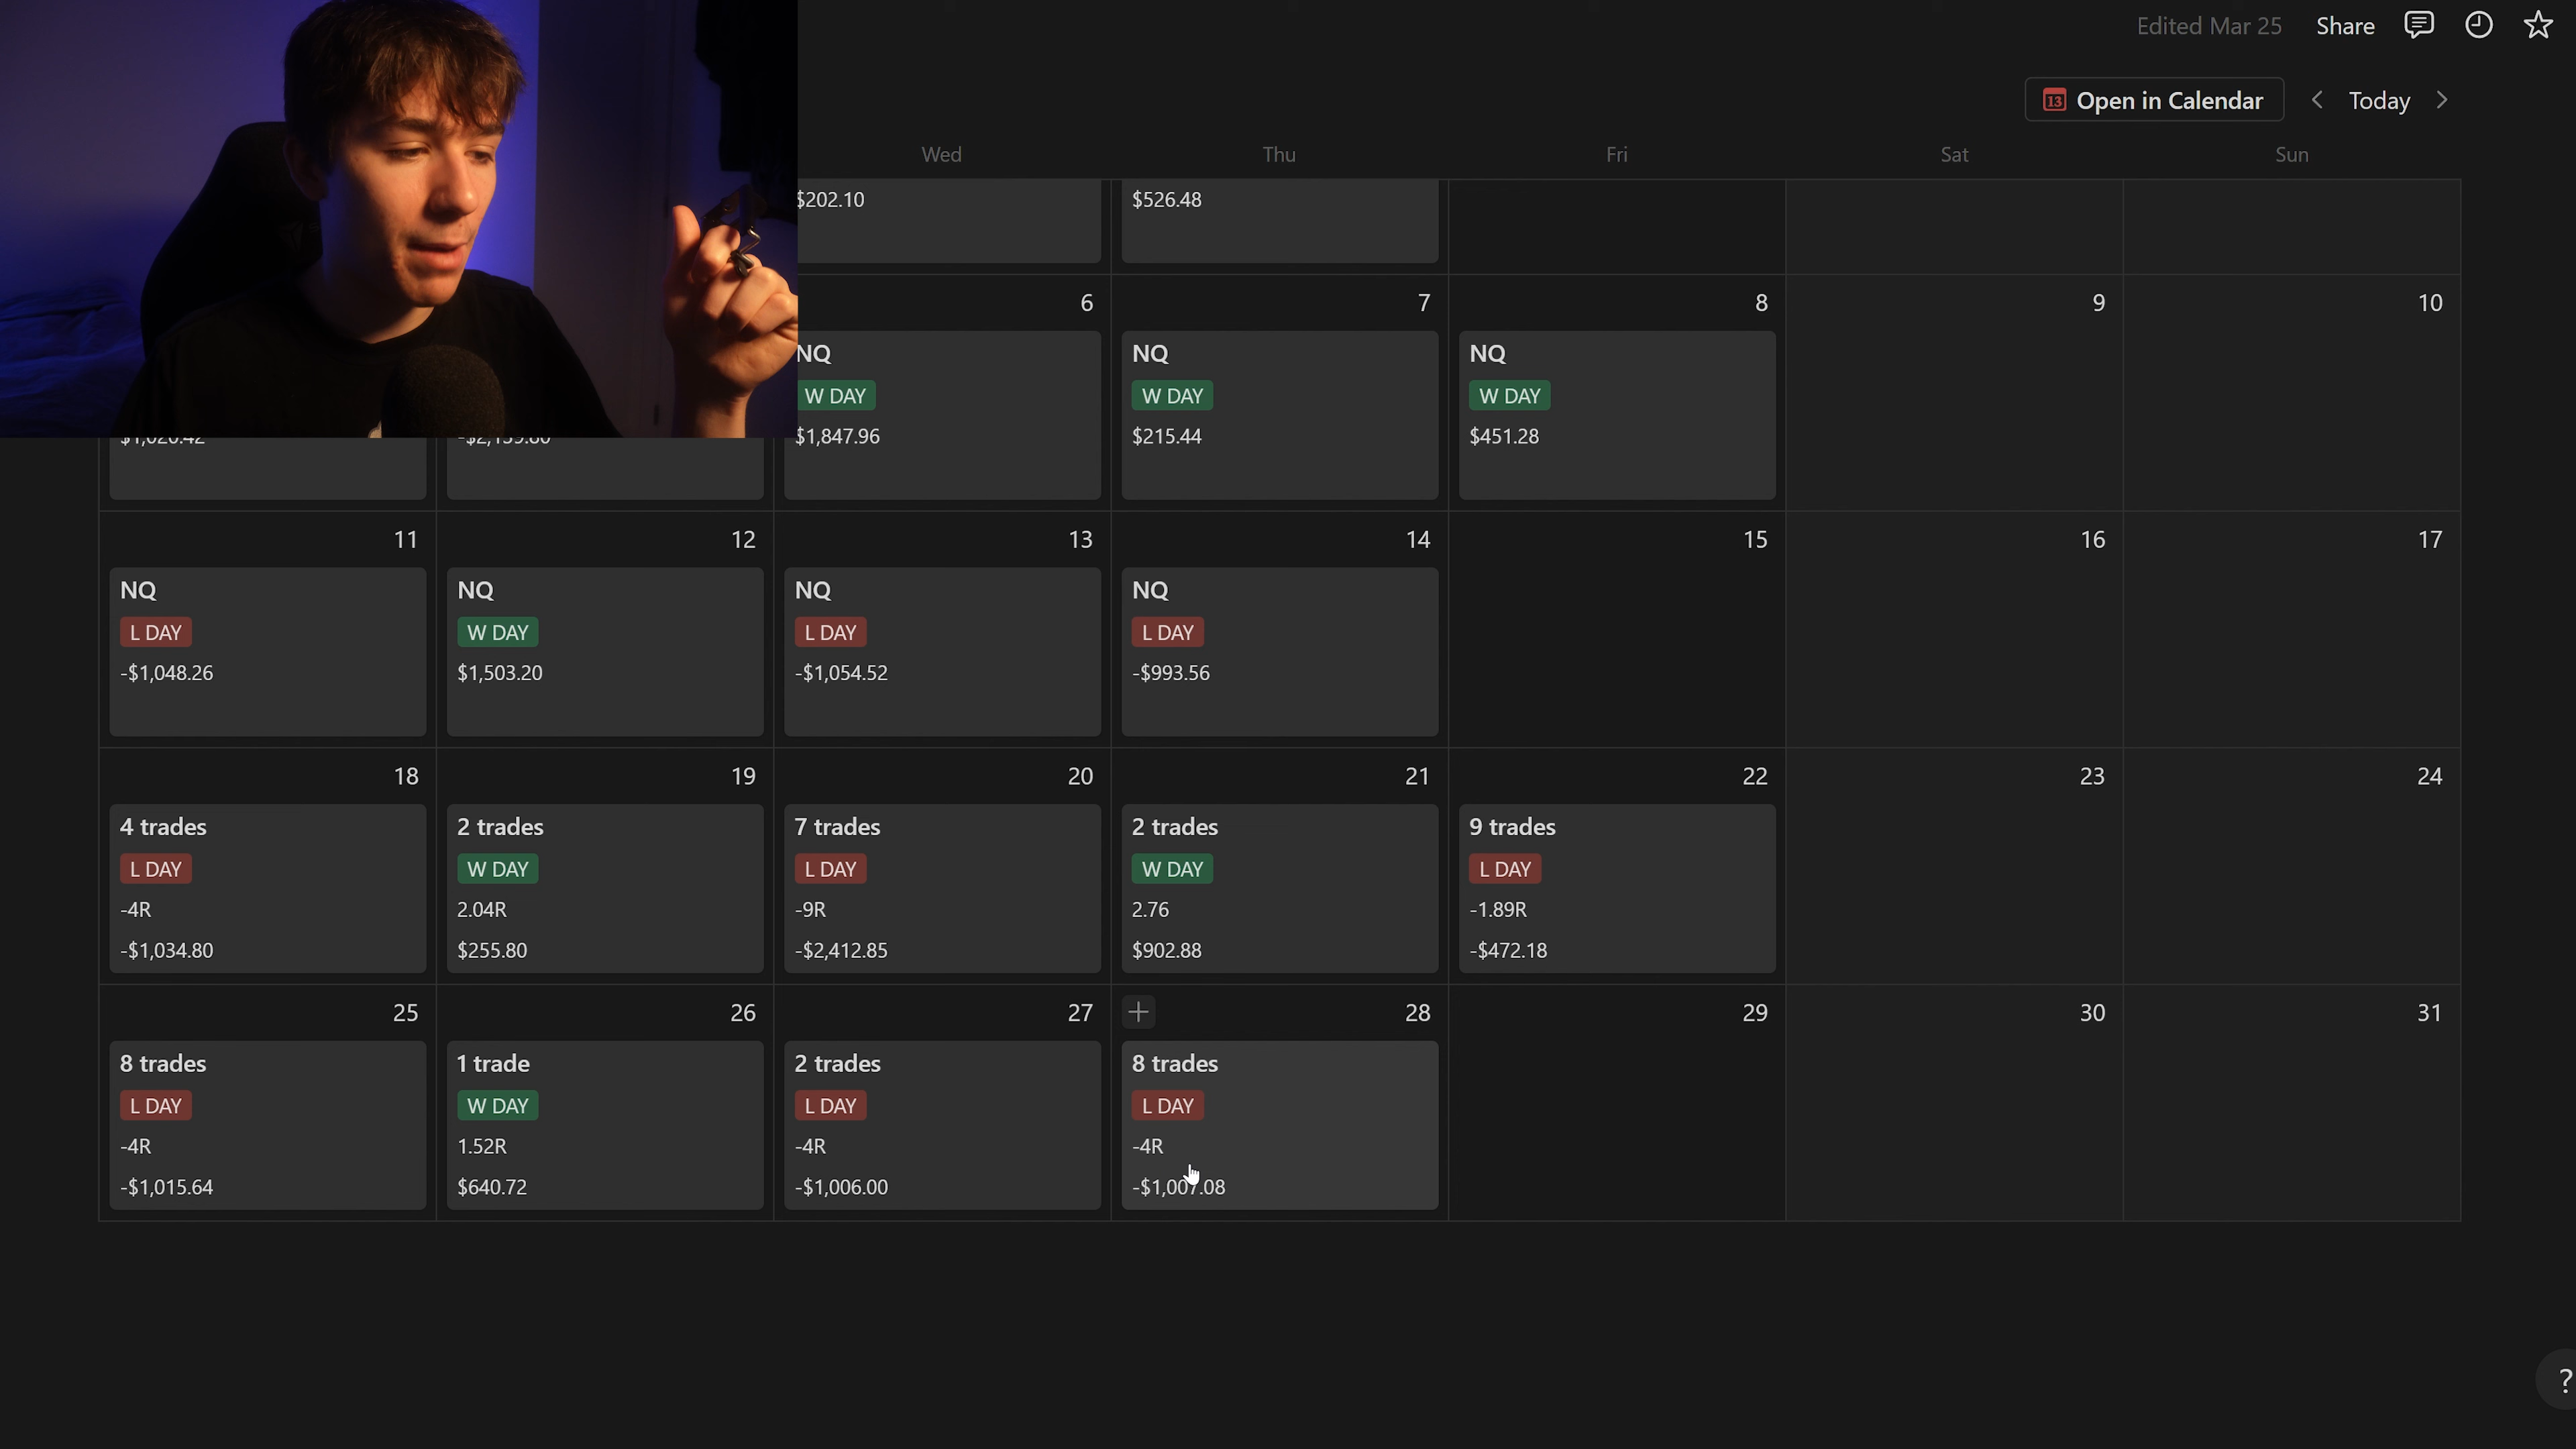 Edited Mar 25 Share
13 Open in Calendar Today
Wed Thu Fri Sat Sun
$202.10 $526.48
6 7 8 9 10
NQ NQ NQ
W DAY W DAY W DAY
$1,847.96 $215.44 $451.28
11 12 13 14 15 16 17
NQ NQ NQ NQ
L DAY W DAY L DAY L DAY
-$1,048.26 $1,503.20 -$1,054.52 -$993.56
18 19 20 21 22 23 24
4 trades 2 trades 7 trades 2 trades 9 trades
L DAY W DAY L DAY W DAY L DAY
-4R 2.04R -9R 2.76 -1.89R
-$1,034.80 $255.80 -$2,412.85 $902.88 -$472.18
25 26 27 28 29 30 31
8 trades 1 trade 2 trades 8 trades
L DAY W DAY L DAY L DAY
-4R 1.52R -4R -4R
-$1,015.64 $640.72 -$1,006.00 -$1,007.08
?